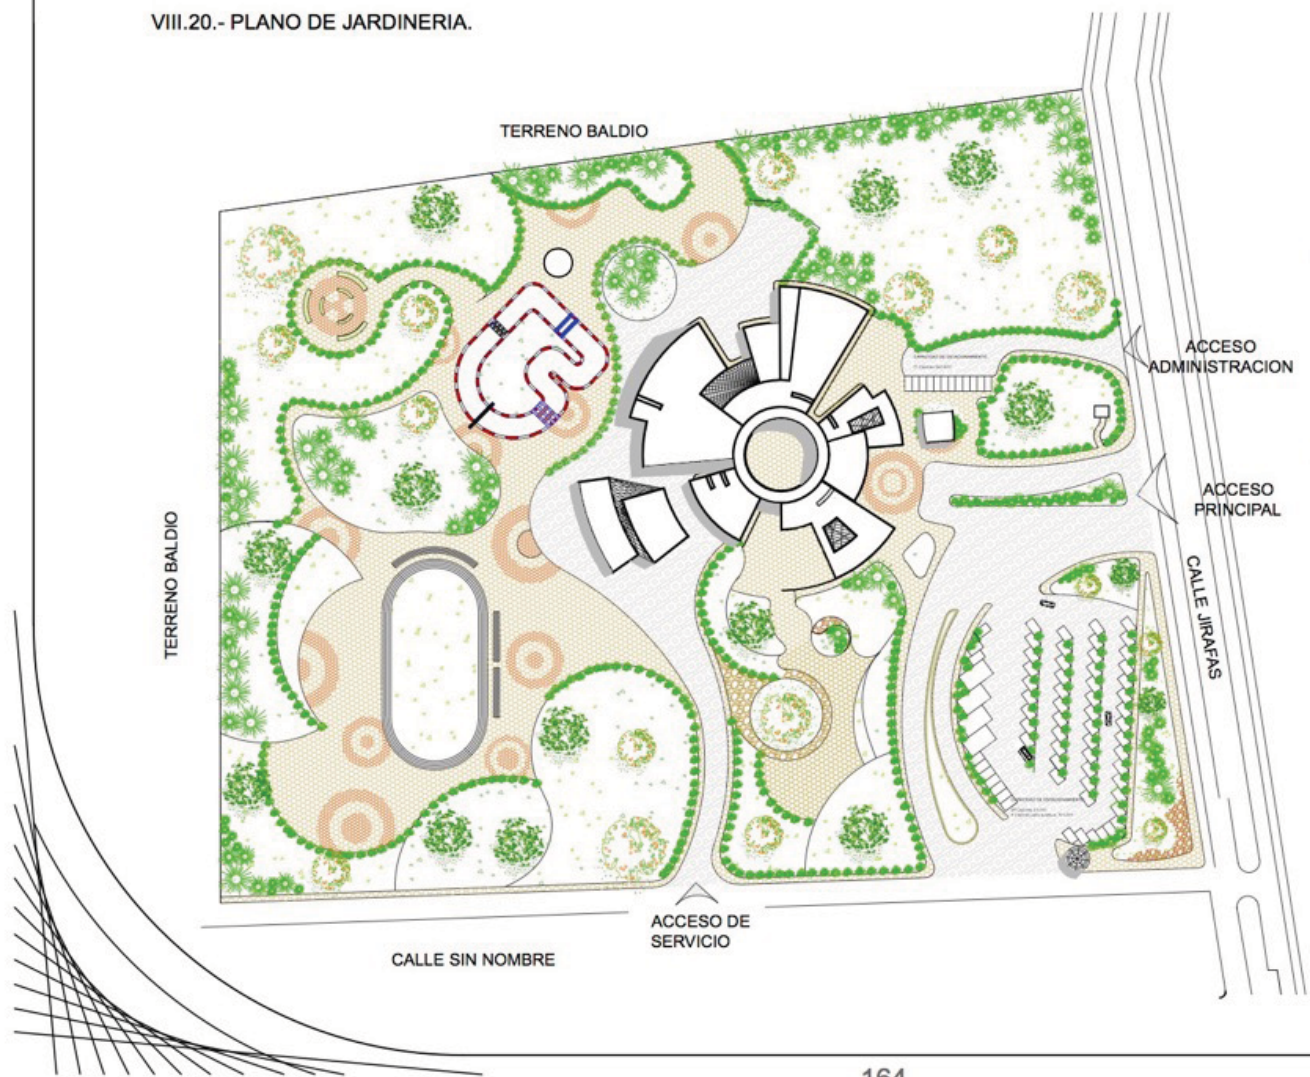 VIII.20.- PLANO DE JARDINERIA.
TERRENO BALDIO
ACCESO
ADMINISTRACION
ACCESO
PRINCIPAL
TERRENO BALDIO
CALLE JIRAFAS
ACCESO DE
SERVICIO
CALLE SIN NOMBRE
164